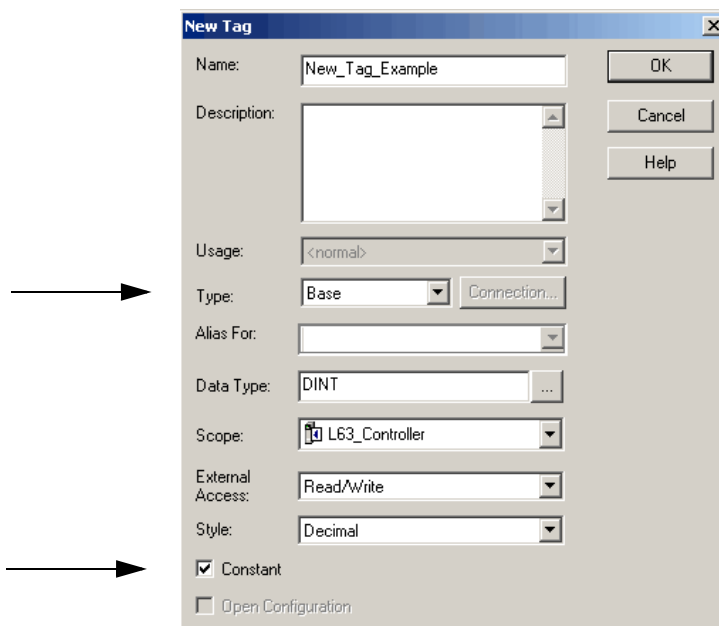 New Tag
Name: New_Tag_Example OK
Description: Cancel
Help
Usage: <normal>
Type: Base Connection...
Alias For:
Data Type: DINT ...
Scope: L63_Controller
External Access: Read/Write
Style: Decimal
Constant
Open Configuration